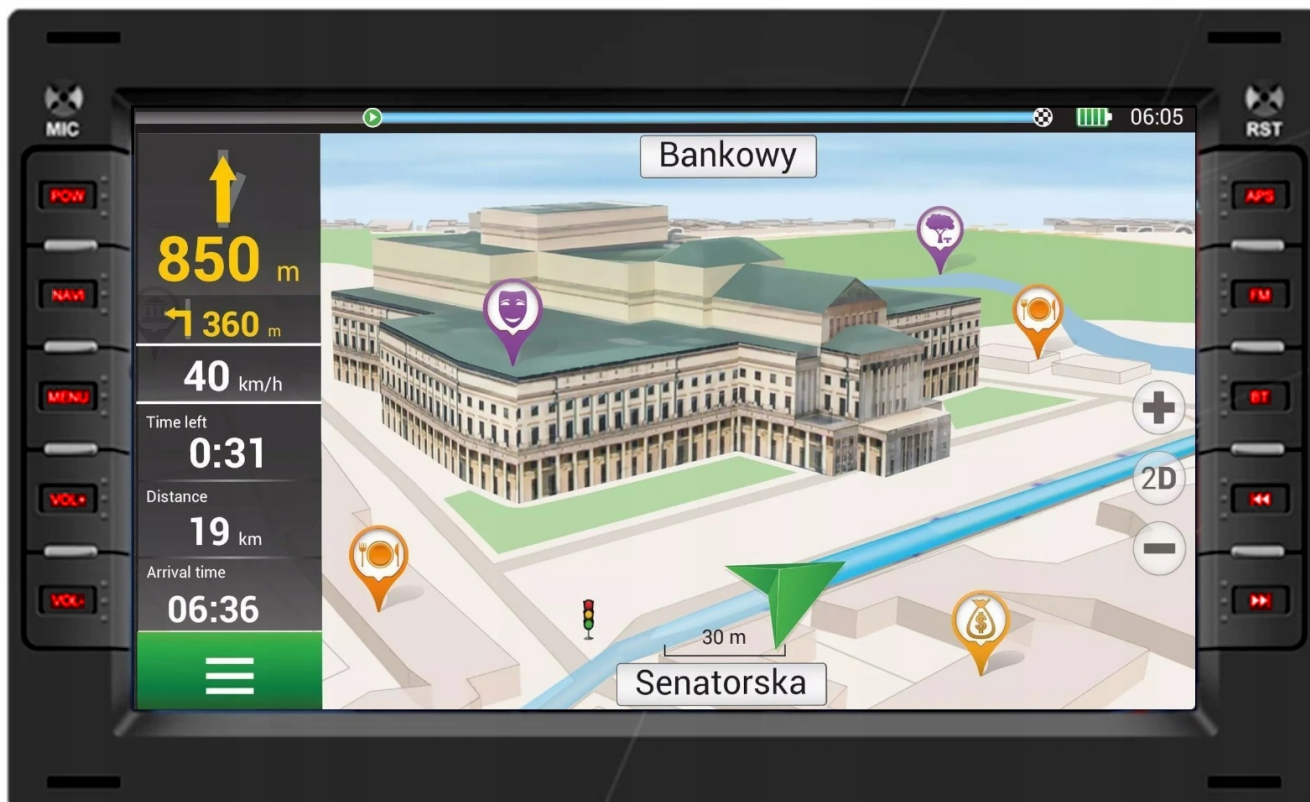 06:05
MIC
RST
Bankowy
POW
APS
850 m
NAVI
FM
360 m
40 km/h
MENU
BT
Time left
0:31
2D
VOL+
Distance
19 km
Arrival time
06:36
VOL-
30 m
Senatorska